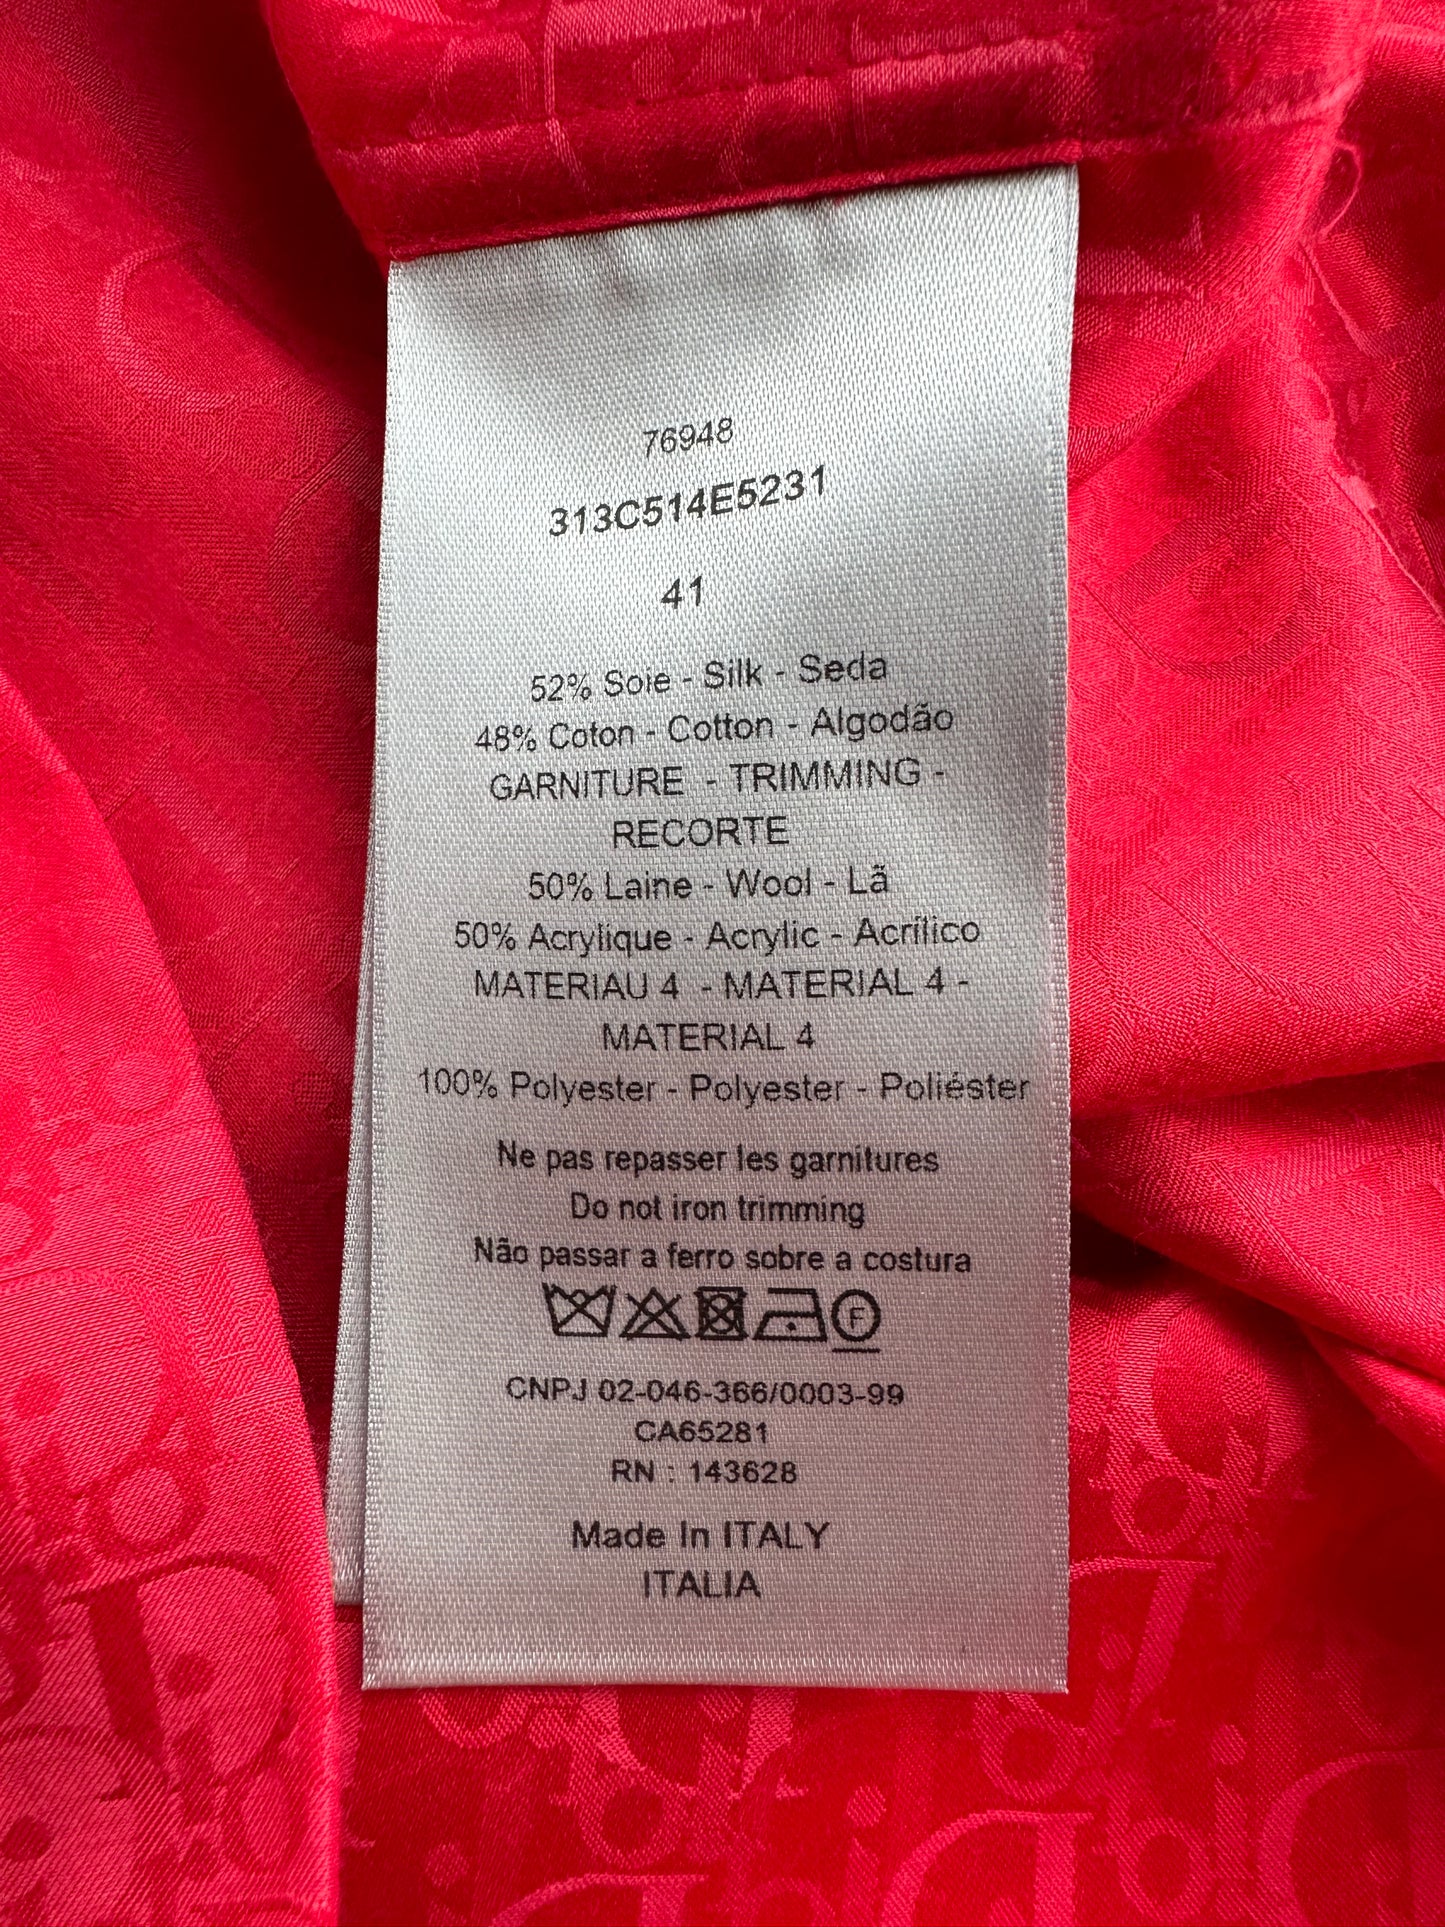 76948
313C514E5231
41
52% Soie - Silk - Seda
48% Coton - Cotton - Algodão
GARNITURE - TRIMMING -
RECORTE
50% Laine - Wool - Lã
50% Acrylique - Acrylic - Acrílico
MATERIAU 4 - MATERIAL 4 -
MATERIAL 4
100% Polyester - Polyester - Poliéster
Ne pas repasser les garnitures
Do not iron trimming
Não passar a ferro sobre a costura
F
CNPJ 02-046-366/0003-99
CA65281
RN : 143628
Made In ITALY
ITALIA
Dior